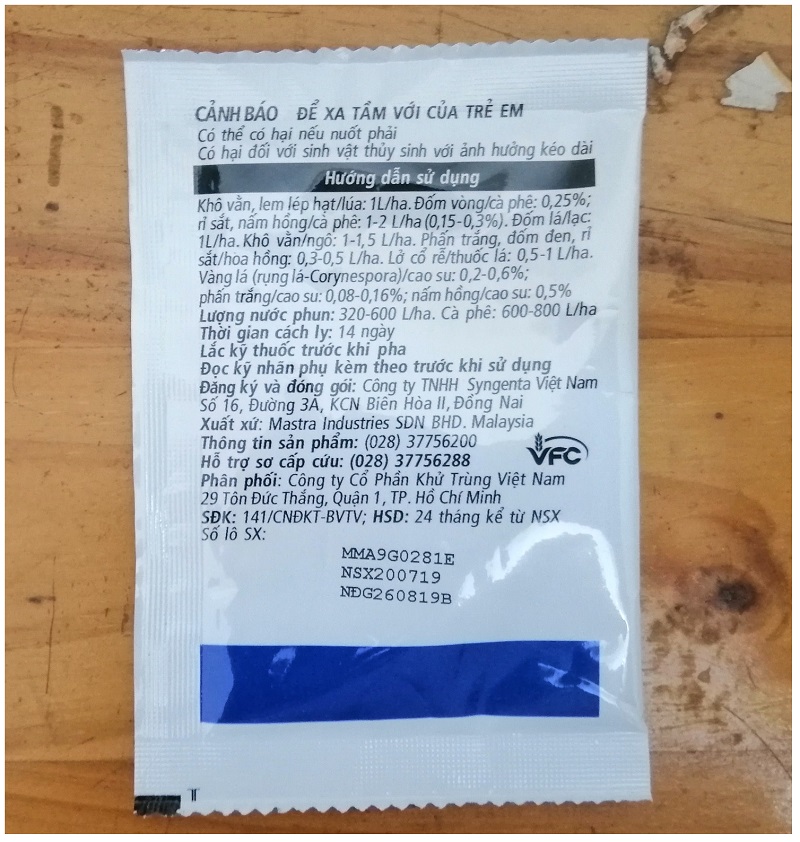 CẢNH BÁO ĐỂ XA TẦM VỚI CỦA TRẺ EM
Có thể có hại nếu nuốt phải
Có hại đối với sinh vật thủy sinh với ảnh hưởng kéo dài
Hướng dẫn sử dụng
Khô vằn, lem lép hạt/lúa: 1L/ha. Đốm vòng/cà phê: 0,25%;
rỉ sắt, nấm hồng/cà phê: 1-2 L/ha (0,15-0,3%). Đốm lá/lạc:
1L/ha. Khô vằn/ngô: 1-1,5 L/ha. Phấn trắng, đốm đen, rỉ
sắt/hoa hồng: 0,3-0,5 L/ha. Lở cổ rễ/thuốc lá: 0,5-1 L/ha.
Vàng lá (rụng lá-Corynespora)/cao su: 0,2-0,6%;
phấn trắng/cao su: 0,08-0,16%; nấm hồng/cao su: 0,5%
Lượng nước phun: 320-600 L/ha. Cà phê: 600-800 L/ha
Thời gian cách ly: 14 ngày
Lắc kỹ thuốc trước khi pha
Đọc kỹ nhãn phụ kèm theo trước khi sử dụng
Đăng ký và đóng gói: Công ty TNHH Syngenta Việt Nam
Số 16, Đường 3A, KCN Biên Hòa II, Đồng Nai
Xuất xứ: Mastra Industries SDN BHD. Malaysia
Thông tin sản phẩm: (028) 37756200
Hỗ trợ sơ cấp cứu: (028) 37756288
VFC
Phân phối: Công ty Cổ Phần Khử Trùng Việt Nam
29 Tôn Đức Thắng, Quận 1, TP. Hồ Chí Minh
SĐK: 141/CNĐKT-BVTV; HSD: 24 tháng kể từ NSX
Số lô SX:
MMA9G0281E
NSX200719
NĐG260819B